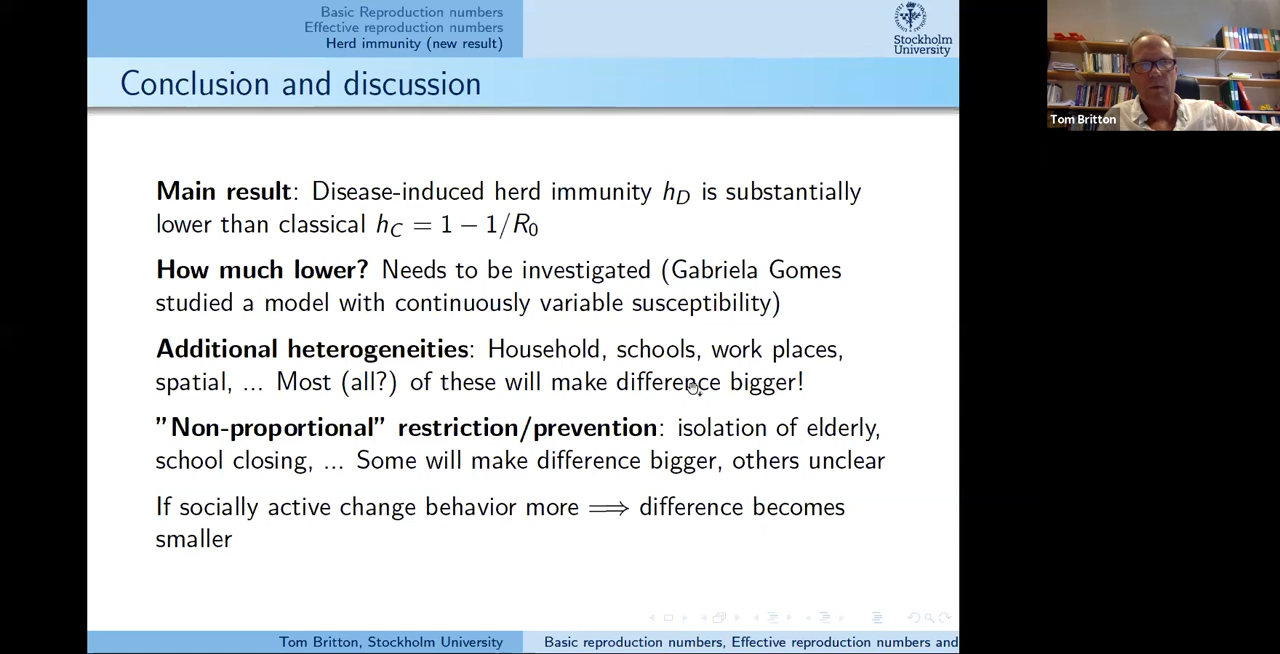 Basic Reproduction numbers
Effective reproduction numbers
Herd immunity (new result)
Stockholm
University
Conclusion and discussion
Tom Britton
Main result: Disease-induced herd immunity hD is substantially
lower than classical hC = 1 − 1/R0
How much lower? Needs to be investigated (Gabriela Gomes
studied a model with continuously variable susceptibility)
Additional heterogeneities: Household, schools, work places,
spatial, ... Most (all?) of these will make difference bigger!
”Non-proportional” restriction/prevention: isolation of elderly,
school closing, ... Some will make difference bigger, others unclear
If socially active change behavior more ⟹ difference becomes
smaller
Tom Britton, Stockholm University
Basic reproduction numbers, Effective reproduction numbers and